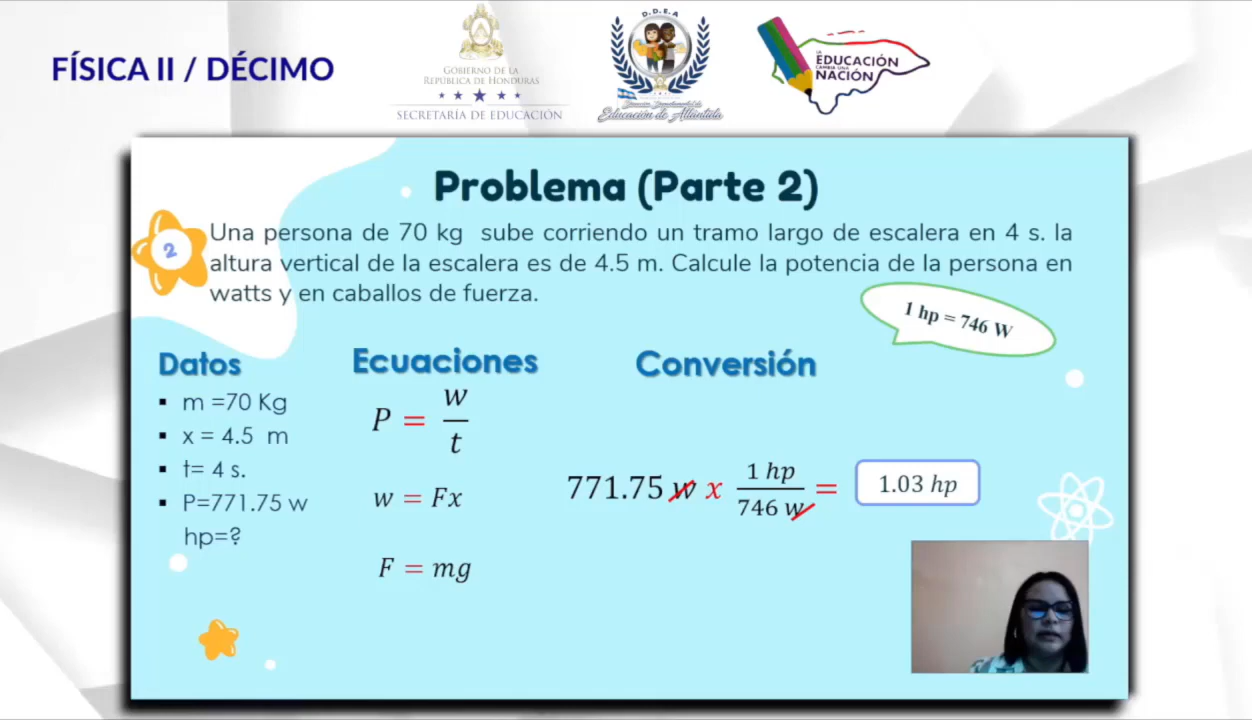 FÍSICA II / DÉCIMO
GOBIERNO DE LA
REPÚBLICA DE HONDURAS
SECRETARÍA DE EDUCACIÓN
D.D.E.A
Educación de Atlántida
LA
EDUCACIÓN
CAMBIA UNA
NACIÓN
Problema (Parte 2)
2
Una persona de 70 kg sube corriendo un tramo largo de escalera en 4 s. la
altura vertical de la escalera es de 4.5 m. Calcule la potencia de la persona en
watts y en caballos de fuerza.
1 hp = 746 W
Datos
▪ m =70 Kg
▪ x = 4.5 m
▪ t= 4 s.
▪ P=771.75 w
hp=?
Ecuaciones
P = w/t
w = Fx
F = mg
Conversión
771.75 w x 1 hp/746 w = 1.03 hp